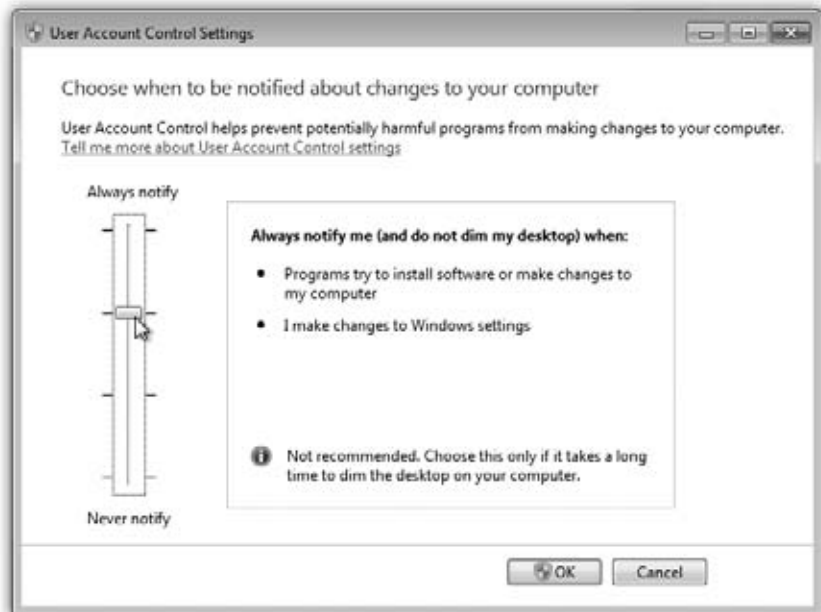 User Account Control Settings
Choose when to be notified about changes to your computer
User Account Control helps prevent potentially harmful programs from making changes to your computer.
Tell me more about User Account Control settings
Always notify
Always notify me (and do not dim my desktop) when:
• Programs try to install software or make changes to
my computer
• I make changes to Windows settings
Not recommended. Choose this only if it takes a long
time to dim the desktop on your computer.
Never notify
OK
Cancel